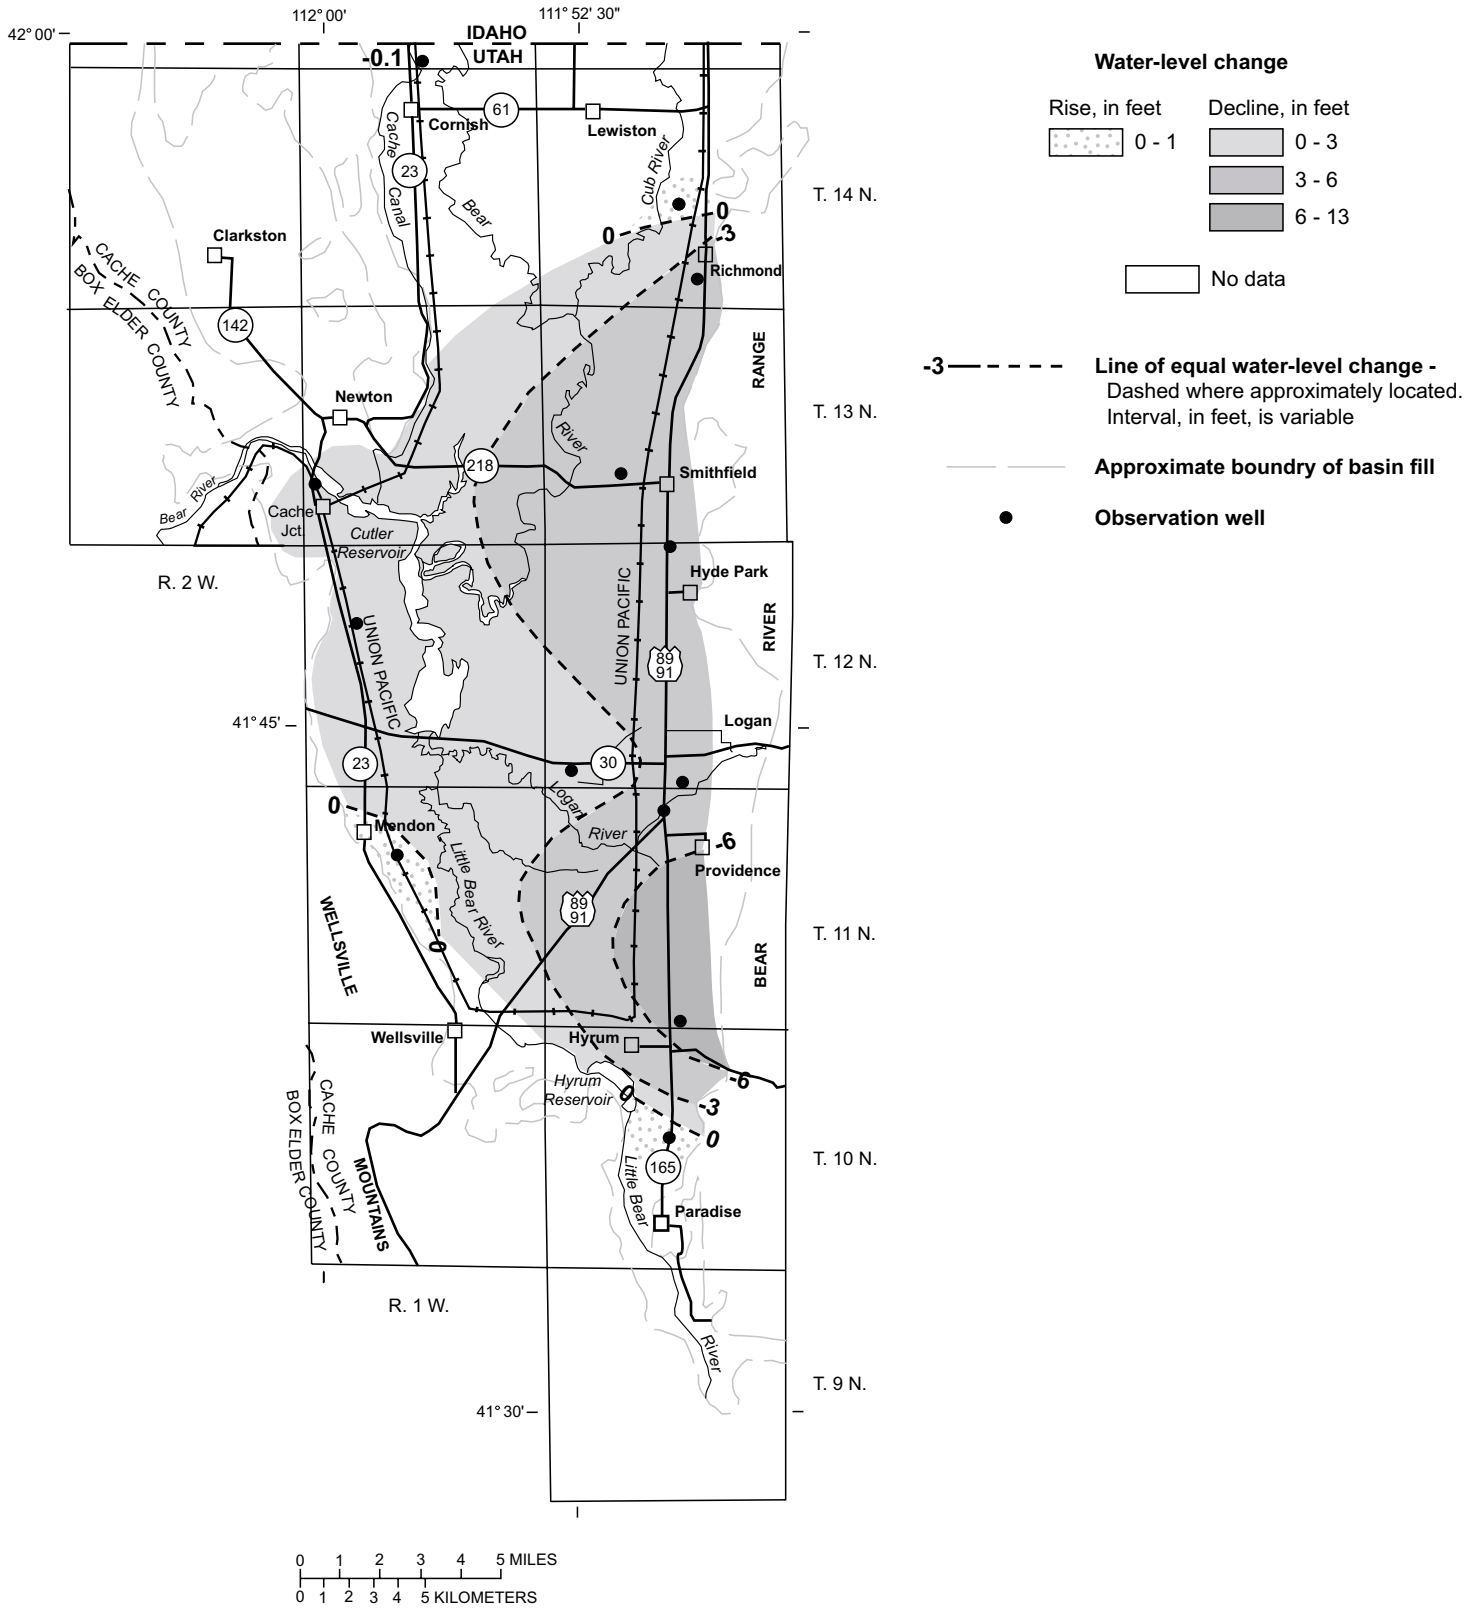 112°00'
111°52'30"
42°00'
IDAHO
UTAH
-0.1
Cornish
61
Lewiston
Cache
Canal
23
Bear
Cub River
T. 14 N.
0
0
-3
Clarkston
Richmond
CACHE COUNTY
BOX ELDER COUNTY
142
RANGE
Newton
T. 13 N.
River
218
Smithfield
Bear River
Cache
Jct.
Cutler
Reservoir
R. 2 W.
Hyde Park
UNION PACIFIC
UNION PACIFIC
RIVER
89
91
T. 12 N.
41°45'
Logan
23
30
0
Mendon
Logan
River
-6
Providence
Little Bear River
89
91
WELLSVILLE
0
T. 11 N.
BEAR
Wellsville
Hyrum
Hyrum
Reservoir
0
-6
-3
0
CACHE COUNTY
BOX ELDER COUNTY
MOUNTAINS
165
T. 10 N.
Little Bear
Paradise
R. 1 W.
River
T. 9 N.
41°30'
0 1 2 3 4 5 MILES
0 1 2 3 4 5 KILOMETERS
Water-level change
Rise, in feet
Decline, in feet
0 - 1
0 - 3
3 - 6
6 - 13
No data
-3
Line of equal water-level change -
Dashed where approximately located.
Interval, in feet, is variable
Approximate boundry of basin fill
Observation well